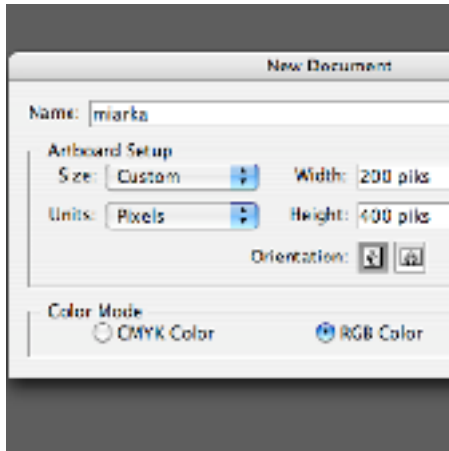 New Document
Name: miarka
Artboard Setup
Size: Custom Width: 200 piks
Units: Pixels Height: 400 piks
Orientation:
Color Mode
CMYK Color RGB Color